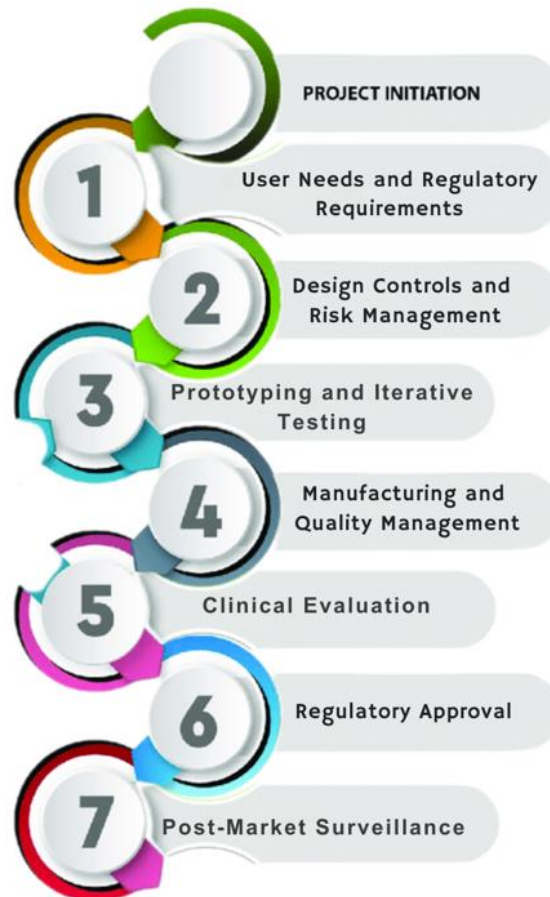 PROJECT INITIATION
1
User Needs and Regulatory
Requirements
2
Design Controls and
Risk Management
3
Prototyping and Iterative
Testing
4
Manufacturing and
Quality Management
5
Clinical Evaluation
6
Regulatory Approval
7
Post-Market Surveillance